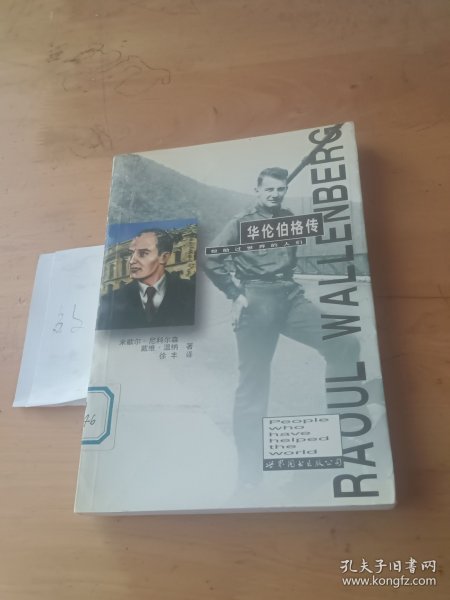 RAOUL WALLENBERG
华伦伯格传
帮助过世界的人们
米歇尔·尼科尔森
戴维·温纳 著
徐丰 译
People
who
have
helped
the
world
世界图书出版公司
孔夫子旧书网
www.kongfz.com